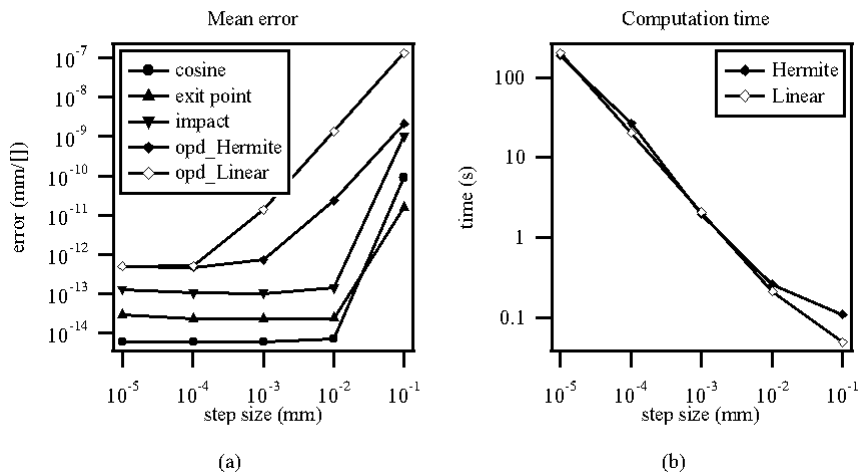 Mean error
error (mm/[])
10^-7
10^-8
10^-9
10^-10
10^-11
10^-12
10^-13
10^-14
cosine
exit point
impact
opd_Hermite
opd_Linear
10^-5 10^-4 10^-3 10^-2 10^-1
step size (mm)
(a)
Computation time
time (s)
100
10
1
0.1
Hermite
Linear
10^-5 10^-4 10^-3 10^-2 10^-1
step size (mm)
(b)